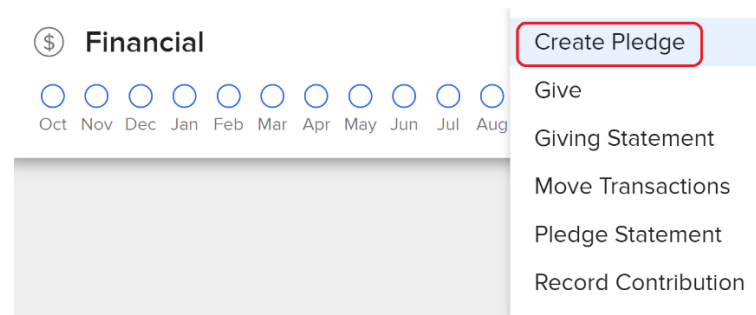 $ Financial
Oct Nov Dec Jan Feb Mar Apr May Jun Jul Aug
Create Pledge
Give
Giving Statement
Move Transactions
Pledge Statement
Record Contribution